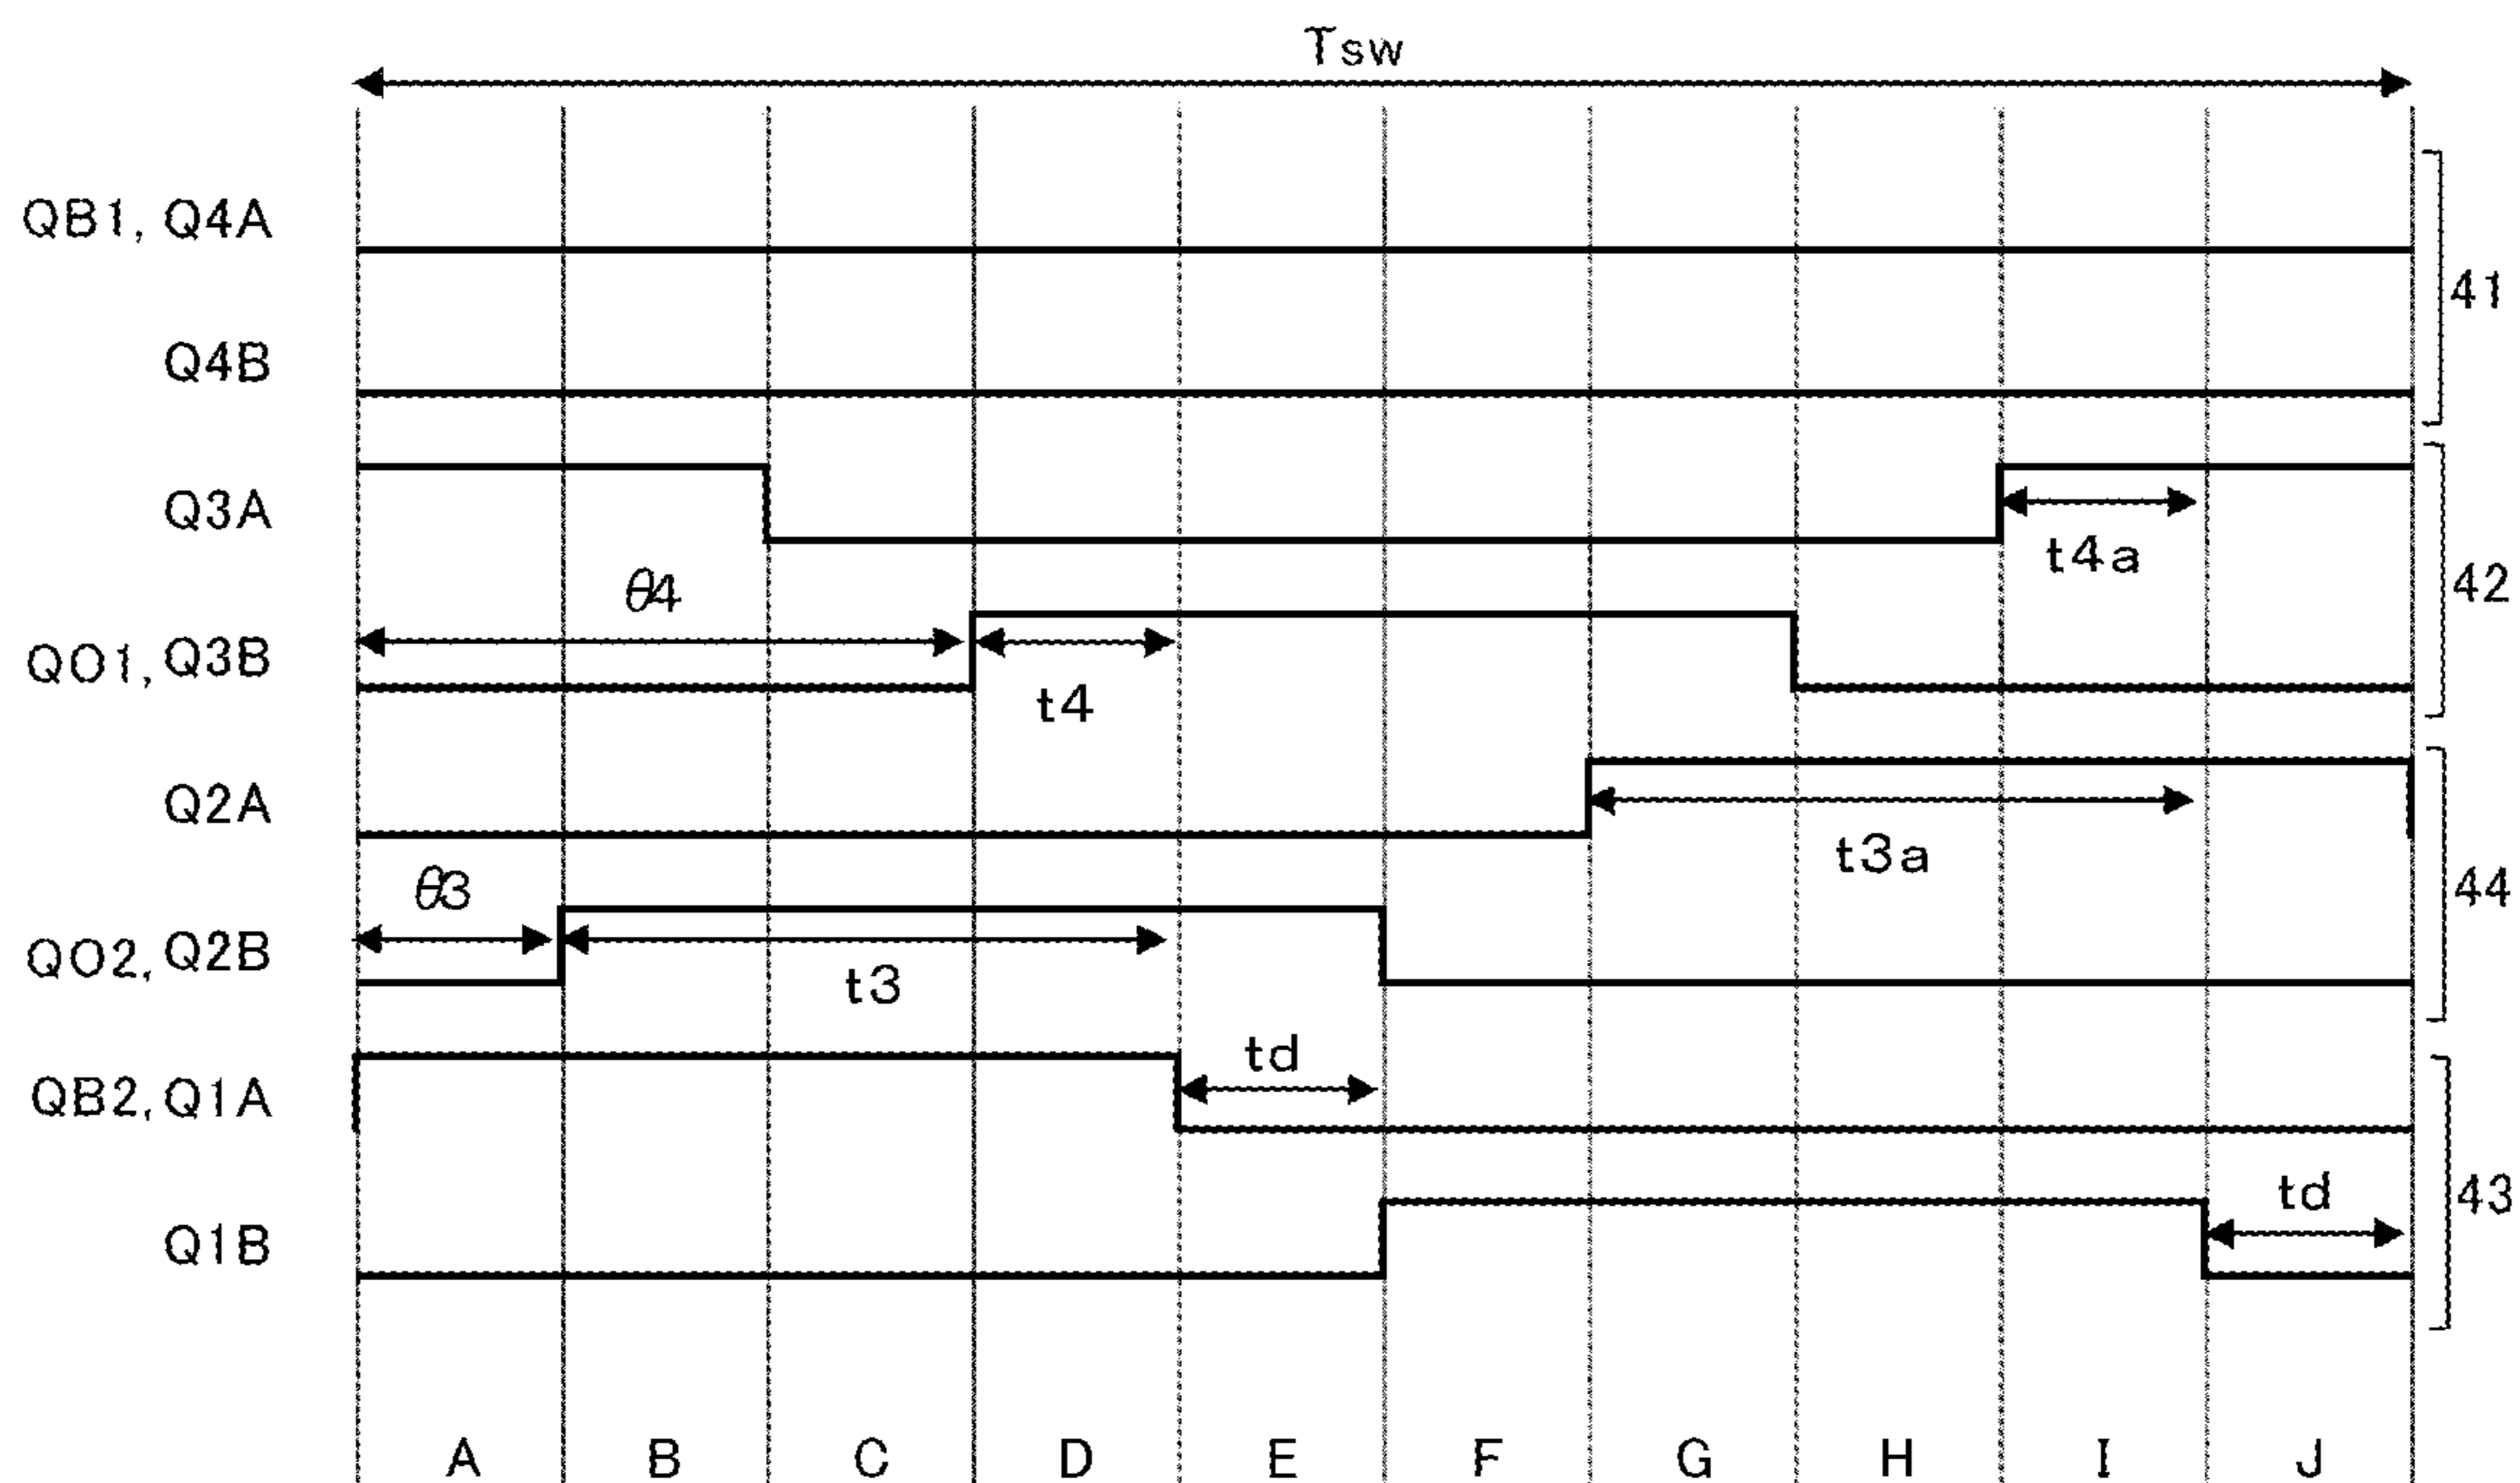 Tsw
QB1, Q4A
41
Q4B
Q3A
t4a
42
θ4
QO1, Q3B
t4
Q2A
t3a
44
θ3
QO2, Q2B
t3
td
QB2, Q1A
43
td
Q1B
A B C D E F G H I J